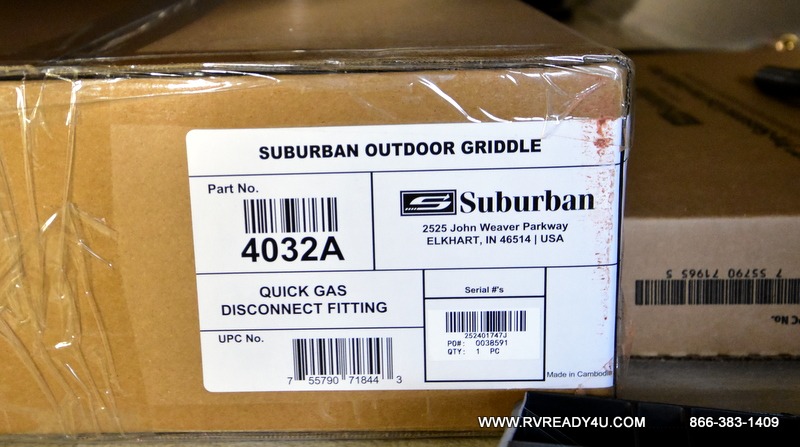 SUBURBAN OUTDOOR GRIDDLE
Part No.
4032A
Suburban
2525 John Weaver Parkway
ELKHART, IN 46514 | USA
QUICK GAS
DISCONNECT FITTING
UPC No.
7 55790 71844 3
Serial #'s
252401747J
PO#: 0038591
QTY: 1 PC
Made in Cambodia
7 55790 71965 5
PC No.
WWW.RVREADY4U.COM 866-383-1409